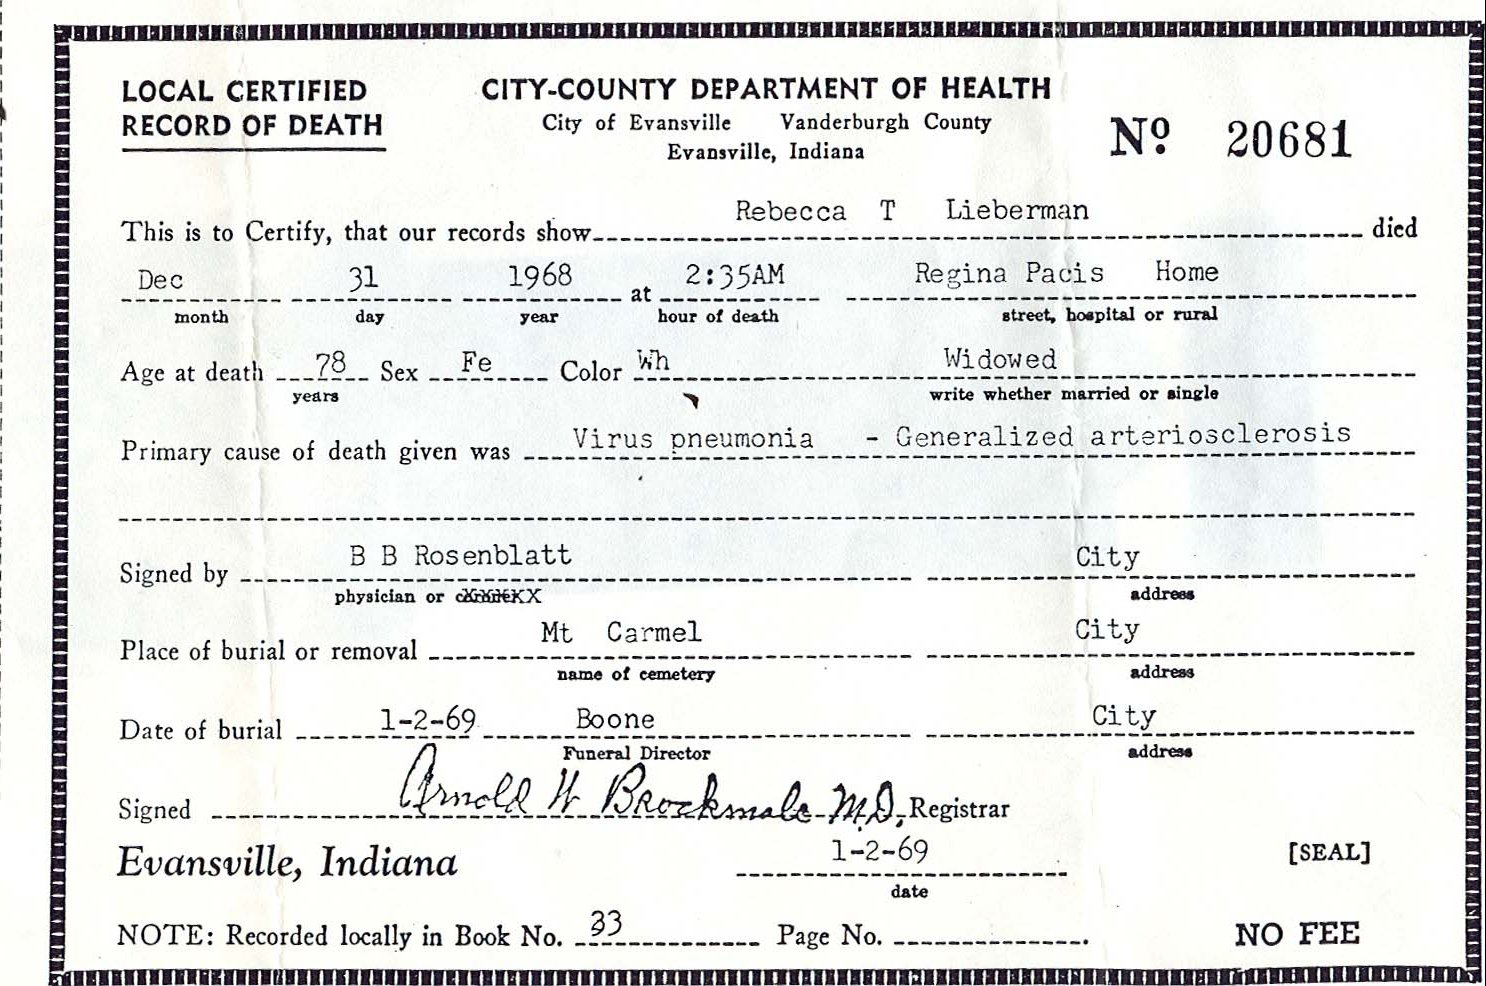 LOCAL CERTIFIED RECORD OF DEATH
CITY-COUNTY DEPARTMENT OF HEALTH
City of Evansville Vanderburgh County
Evansville, Indiana
Nº 20681
This is to Certify, that our records show Rebecca T Lieberman died
Dec 31 1968 at 2:35AM Regina Pacis Home
month day year hour of death street, hospital or rural
Age at death 78 Sex Fe Color Wh Widowed
years write whether married or single
Primary cause of death given was Virus pneumonia - Generalized arteriosclerosis
Signed by B B Rosenblatt City
physician or address
Place of burial or removal Mt Carmel City
name of cemetery address
Date of burial 1-2-69 Boone City
Funeral Director address
Signed Arnold H Brockmole M.D., Registrar
Evansville, Indiana 1-2-69 [SEAL]
date
NOTE: Recorded locally in Book No. 33 Page No. . NO FEE